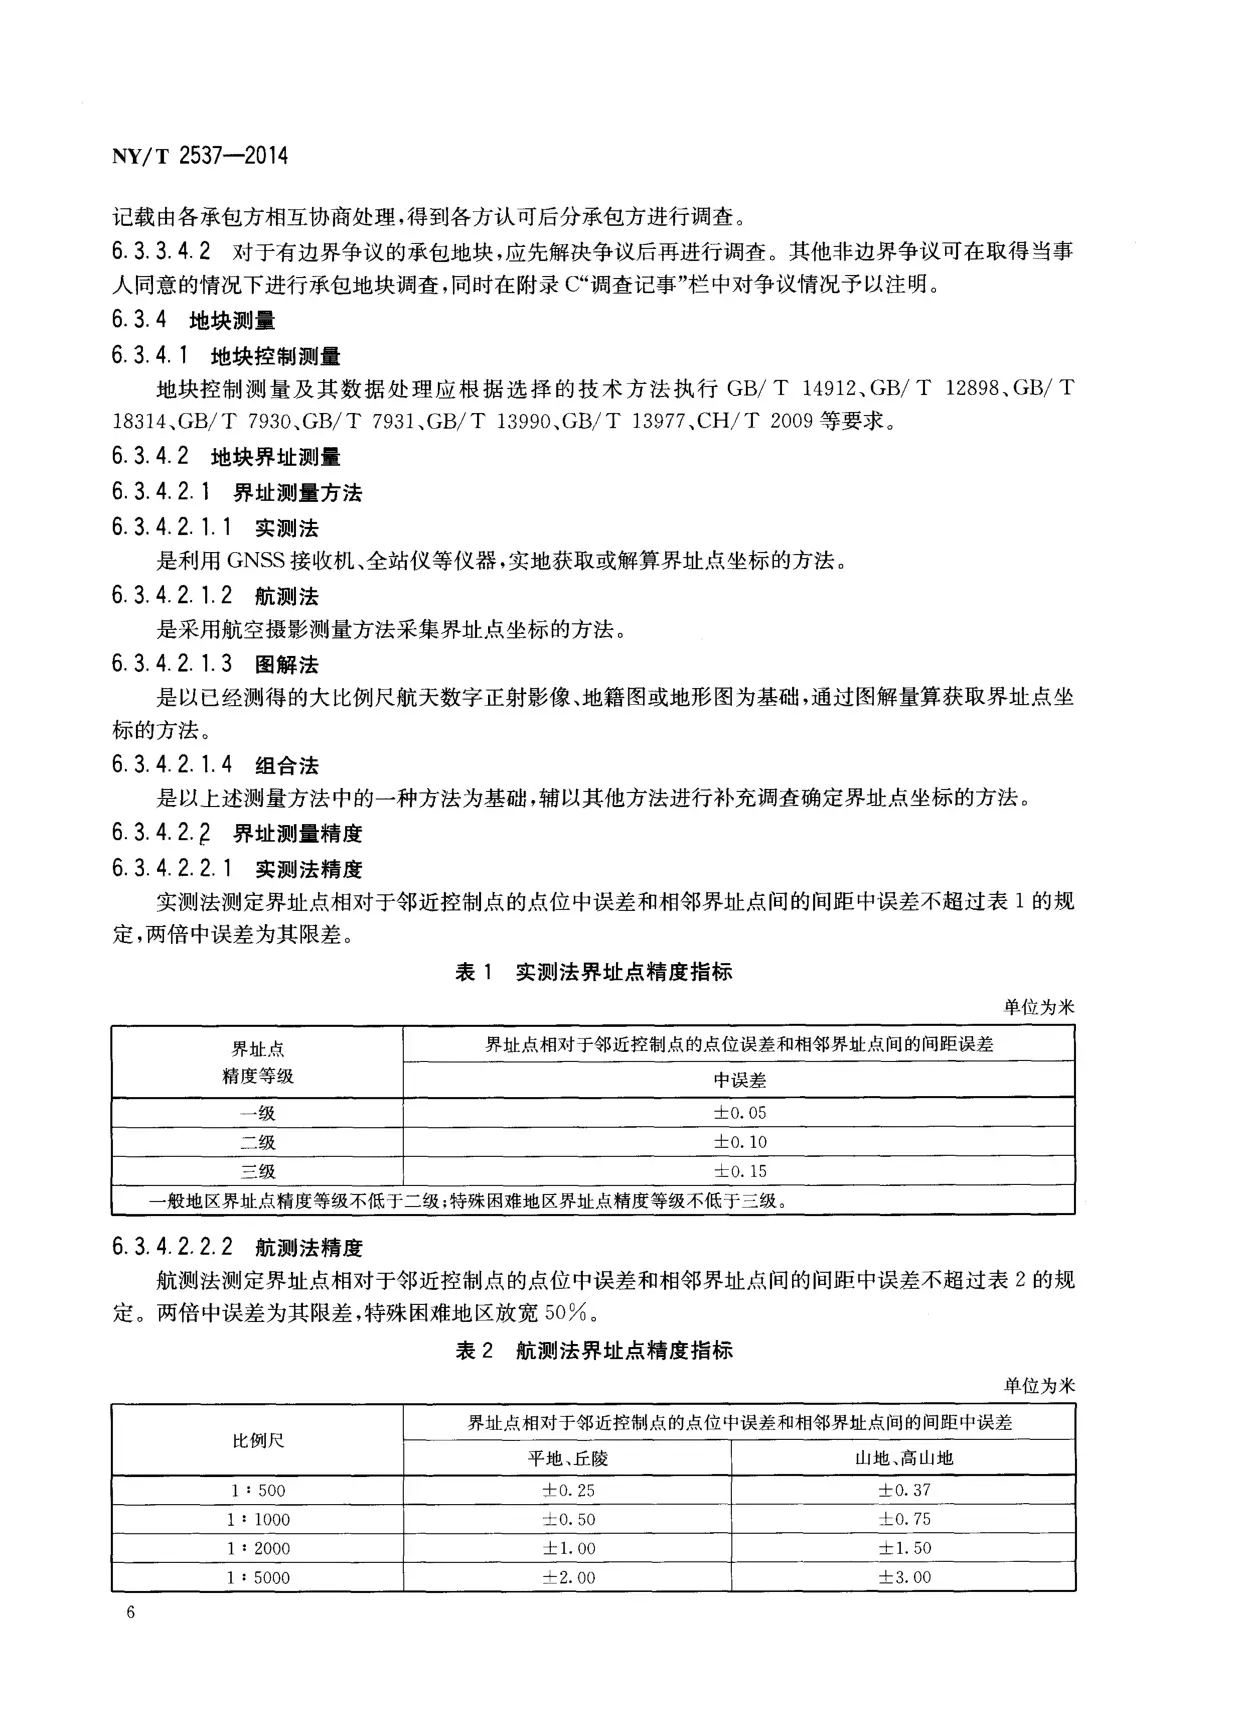 NY/T 2537—2014
记载由各承包方相互协商处理,得到各方认可后分承包方进行调查。
6.3.3.4.2 对于有边界争议的承包地块,应先解决争议后再进行调查。其他非边界争议可在取得当事
人同意的情况下进行承包地块调查,同时在附录 C“调查记事”栏中对争议情况予以注明。
6.3.4 地块测量
6.3.4.1 地块控制测量
地块控制测量及其数据处理应根据选择的技术方法执行 GB/T 14912、GB/T 12898、GB/T
18314、GB/T 7930、GB/T 7931、GB/T 13990、GB/T 13977、CH/T 2009 等要求。
6.3.4.2 地块界址测量
6.3.4.2.1 界址测量方法
6.3.4.2.1.1 实测法
是利用 GNSS 接收机、全站仪等仪器,实地获取或解算界址点坐标的方法。
6.3.4.2.1.2 航测法
是采用航空摄影测量方法采集界址点坐标的方法。
6.3.4.2.1.3 图解法
是以已经测得的大比例尺航天数字正射影像、地籍图或地形图为基础,通过图解量算获取界址点坐
标的方法。
6.3.4.2.1.4 组合法
是以上述测量方法中的一种方法为基础,辅以其他方法进行补充调查确定界址点坐标的方法。
6.3.4.2.2 界址测量精度
6.3.4.2.2.1 实测法精度
实测法测定界址点相对于邻近控制点的点位中误差和相邻界址点间的间距中误差不超过表 1 的规
定,两倍中误差为其限差。
表 1 实测法界址点精度指标
单位为米
界址点
精度等级
界址点相对于邻近控制点的点位误差和相邻界址点间的间距误差
中误差
一级 ±0.05
二级 ±0.10
三级 ±0.15
一般地区界址点精度等级不低于二级;特殊困难地区界址点精度等级不低于三级。
6.3.4.2.2.2 航测法精度
航测法测定界址点相对于邻近控制点的点位中误差和相邻界址点间的间距中误差不超过表 2 的规
定。两倍中误差为其限差,特殊困难地区放宽 50%。
表 2 航测法界址点精度指标
单位为米
比例尺
界址点相对于邻近控制点的点位中误差和相邻界址点间的间距中误差
平地、丘陵 山地、高山地
1:500 ±0.25 ±0.37
1:1000 ±0.50 ±0.75
1:2000 ±1.00 ±1.50
1:5000 ±2.00 ±3.00
6